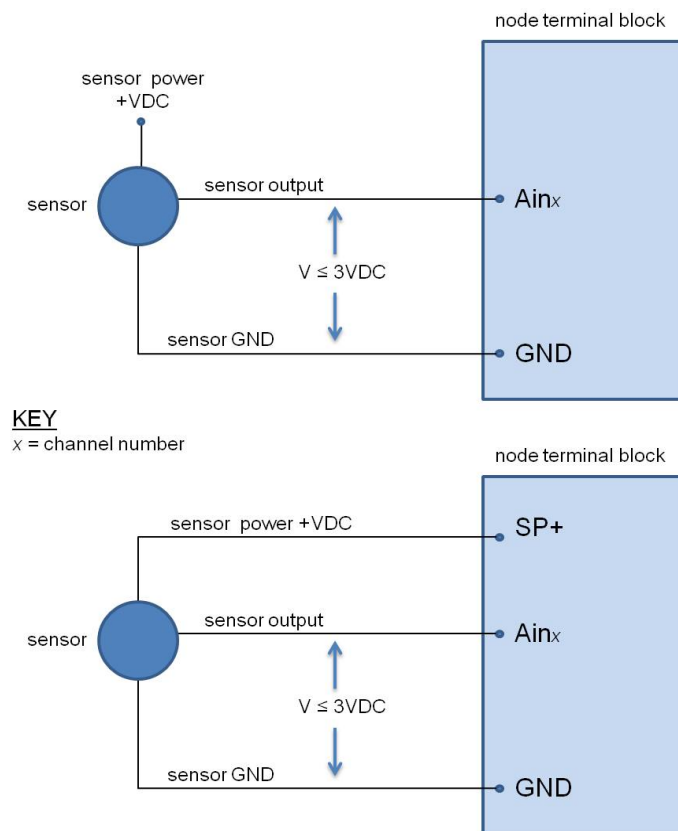 node terminal block
sensor power
+VDC
sensor
sensor output
Ainx
V ≤ 3VDC
sensor GND
GND
KEY
x = channel number
node terminal block
sensor power +VDC
SP+
sensor
sensor output
Ainx
V ≤ 3VDC
sensor GND
GND